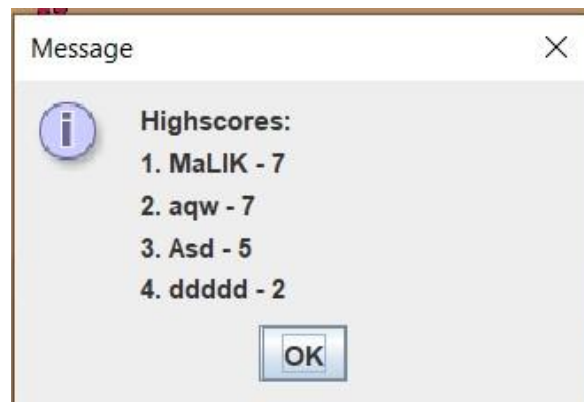 Message
Highscores:
1. MaLIK - 7
2. aqw - 7
3. Asd - 5
4. ddddd - 2
OK